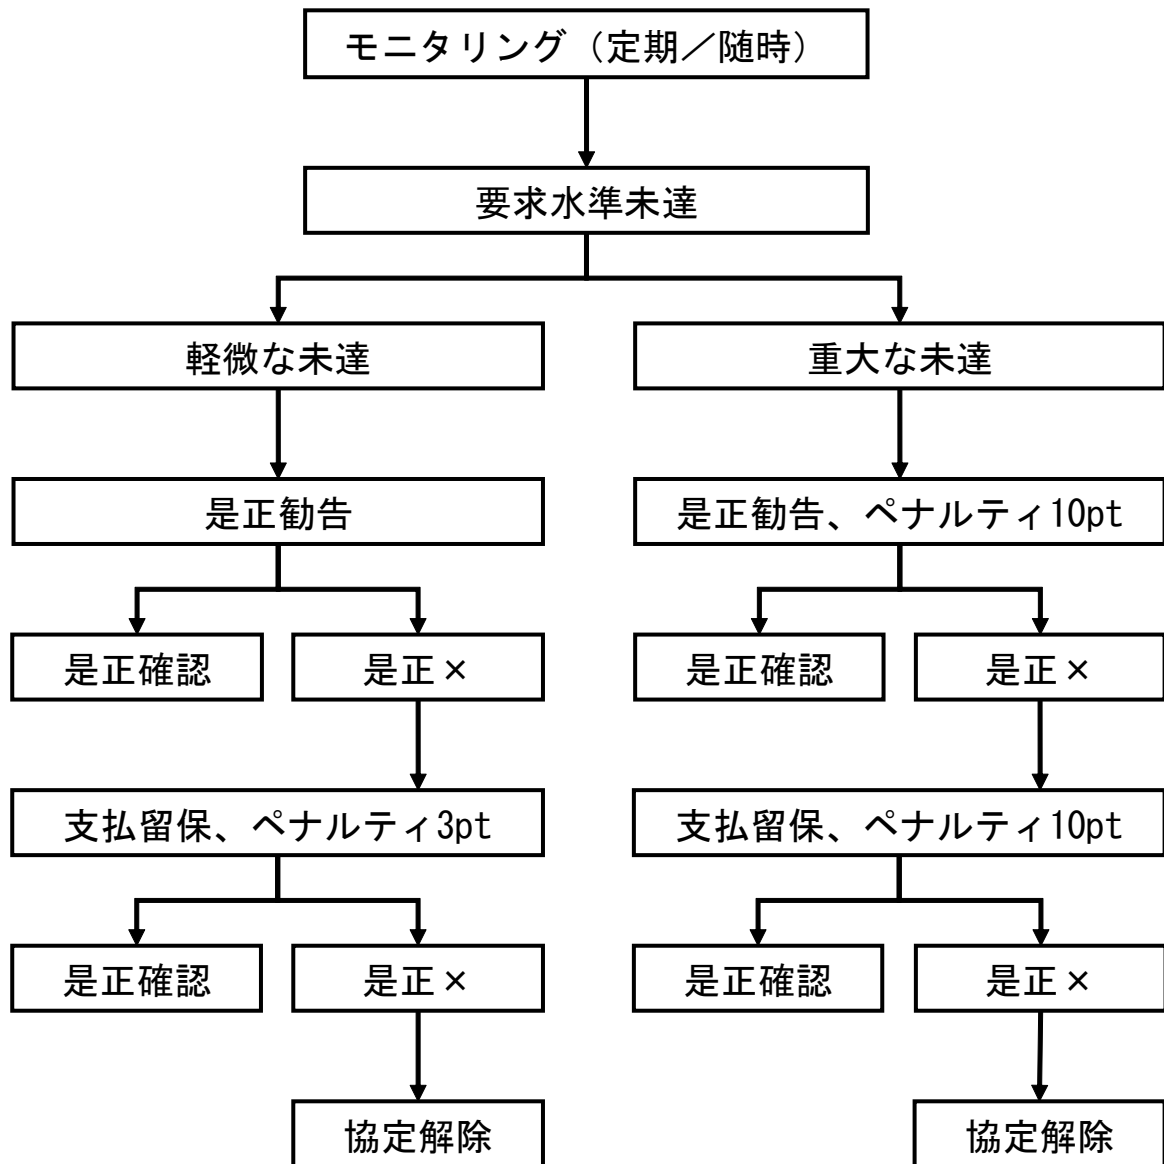 モニタリング（定期／随時）
要求水準未達
軽微な未達
重大な未達
是正勧告
是正勧告、ペナルティ10pt
是正確認
是正×
是正確認
是正×
支払留保、ペナルティ3pt
支払留保、ペナルティ10pt
是正確認
是正×
是正確認
是正×
協定解除
協定解除